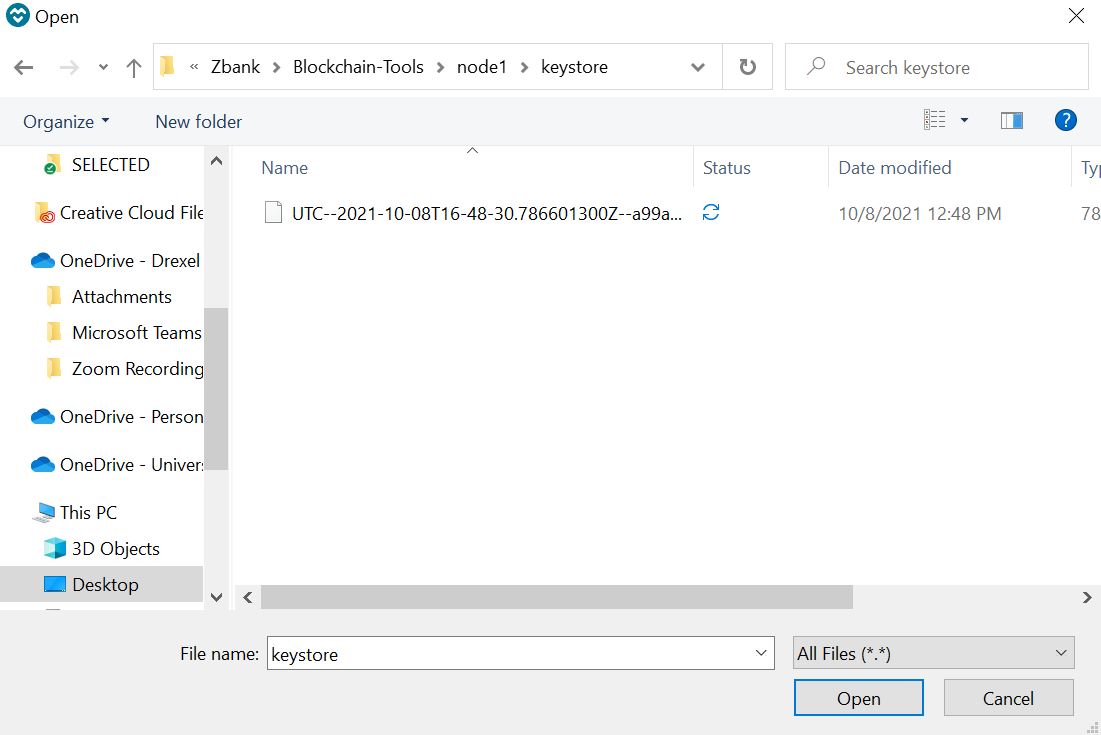 Open
« Zbank > Blockchain-Tools > node1 > keystore
Search keystore
Organize
New folder
?
Name
Status
Date modified
Typ
UTC--2021-10-08T16-48-30.786601300Z--a99a...
10/8/2021 12:48 PM
78
SELECTED
Creative Cloud File
OneDrive - Drexel
Attachments
Microsoft Teams
Zoom Recording
OneDrive - Person
OneDrive - Univer
This PC
3D Objects
Desktop
File name:
keystore
All Files (*.*)
Open
Cancel